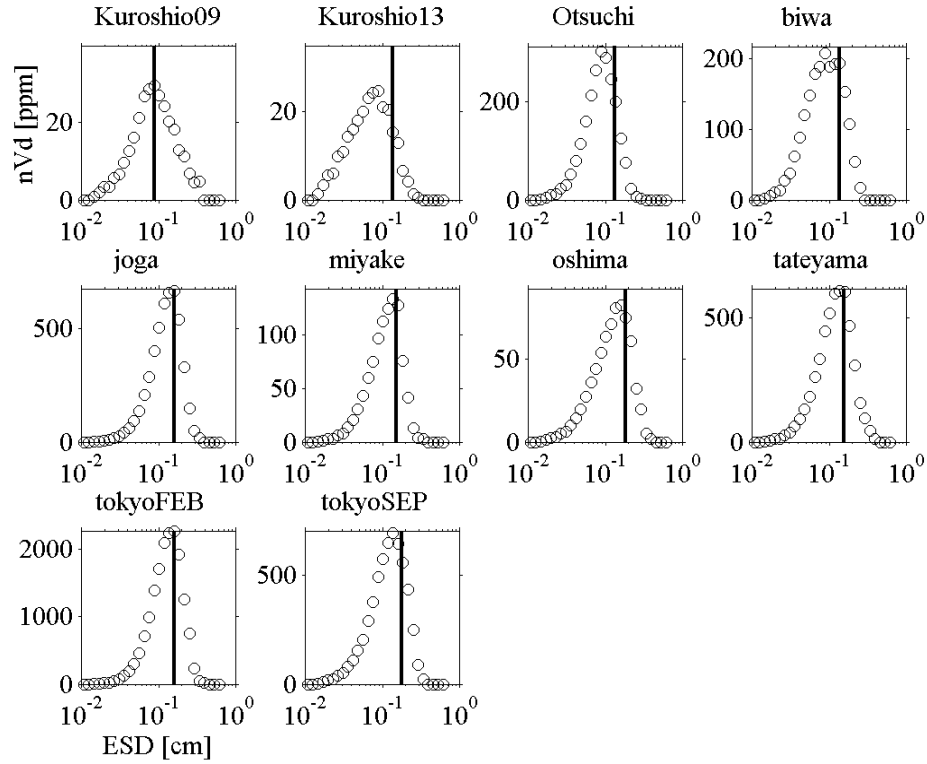 Kuroshio09 Kuroshio13 Otsuchi biwa
nVd [ppm]
20
0
10^-2 10^-1 10^0
20
0
10^-2 10^-1 10^0
200
0
10^-2 10^-1 10^0
200
100
0
10^-2 10^-1 10^0
joga miyake oshima tateyama
500
0
10^-2 10^-1 10^0
100
50
0
10^-2 10^-1 10^0
50
0
10^-2 10^-1 10^0
500
0
10^-2 10^-1 10^0
tokyoFEB tokyoSEP
2000
1000
0
10^-2 10^-1 10^0
500
0
10^-2 10^-1 10^0
ESD [cm]